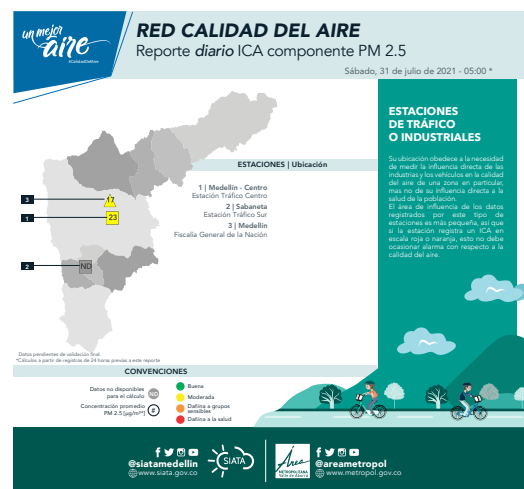 un mejor
aire
#CalidadDelAire
RED CALIDAD DEL AIRE
Reporte diario ICA componente PM 2.5
Sábado, 31 de julio de 2021 - 05:00 *
ESTACIONES | Ubicación
1 | Medellín - Centro
Estación Tráfico Centro
2 | Sabaneta
Estación Tráfico Sur
3 | Medellín
Fiscalía General de la Nación
3
17
1
23
2
ND
ESTACIONES
DE TRÁFICO
O INDUSTRIALES
Su ubicación obedece a la necesidad
de medir la influencia directa de las
industrias y los vehículos en la calidad
del aire de una zona en particular,
mas no de su influencia directa a la
salud de la población.
El área de influencia de los datos
registrados por este tipo de
estaciones es más pequeña, así que
si la estación registra un ICA en
escala roja o naranja, esto no debe
ocasionar alarma con respecto a la
calidad del aire.
Datos pendientes de validación final.
*Cálculos a partir de registros de 24 horas previas a este reporte
CONVENCIONES
Datos no disponibles
para el cálculo
ND
Concentración promedio
PM 2.5 (µg/m³)
#
Buena
Moderada
Dañina a grupos
sensibles
Dañina a la salud
@siatamedellin
www.siata.gov.co
SIATA
Área
METROPOLITANA
Valle de Aburrá
@areametropol
www.metropol.gov.co